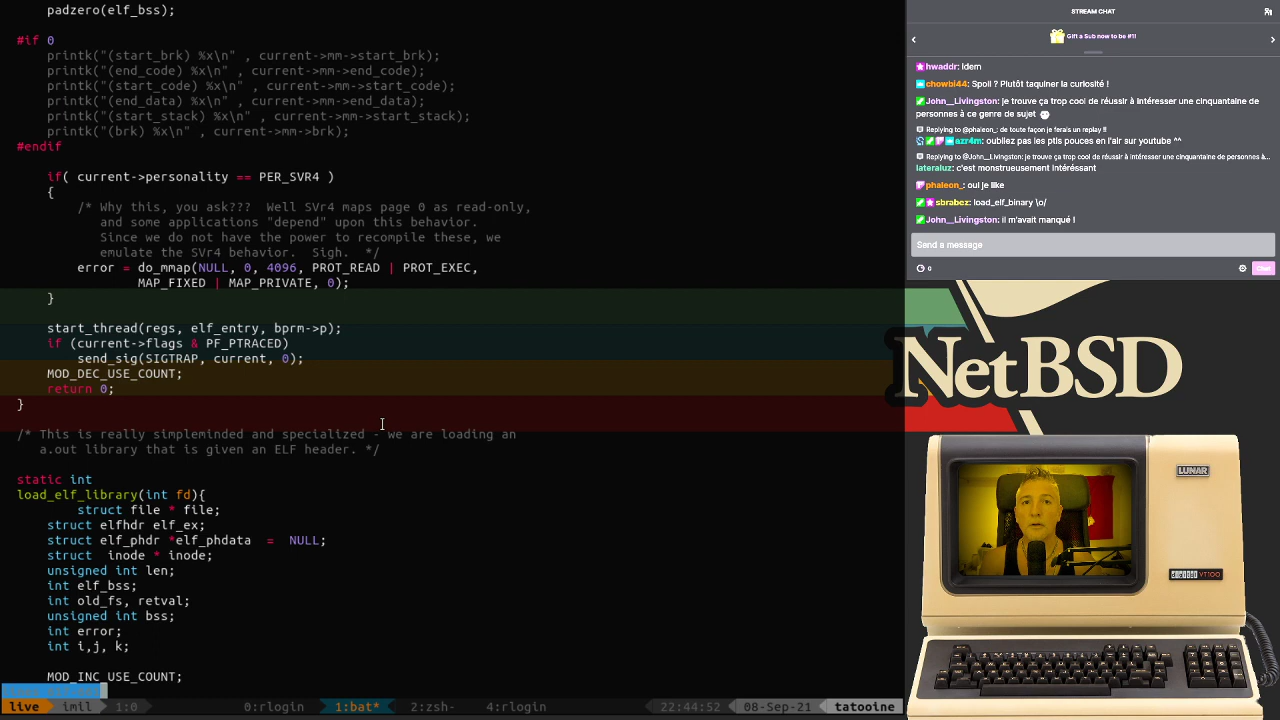 padzero(elf_bss);
#if 0
printk("(start_brk) %x\n" , current->mm->start_brk);
printk("(end_code) %x\n" , current->mm->end_code);
printk("(start_code) %x\n" , current->mm->start_code);
printk("(end_data) %x\n" , current->mm->end_data);
printk("(start_stack) %x\n" , current->mm->start_stack);
printk("(brk) %x\n" , current->mm->brk);
#endif
if( current->personality == PER_SVR4 )
{
/* Why this, you ask???  Well SVr4 maps page 0 as read-only,
and some applications "depend" upon this behavior.
Since we do not have the power to recompile these, we
emulate the SVr4 behavior.  Sigh.  */
error = do_mmap(NULL, 0, 4096, PROT_READ | PROT_EXEC,
MAP_FIXED | MAP_PRIVATE, 0);
}
start_thread(regs, elf_entry, bprm->p);
if (current->flags & PF_PTRACED)
send_sig(SIGTRAP, current, 0);
MOD_DEC_USE_COUNT;
return 0;
}
/* This is really simpleminded and specialized - we are loading an
a.out library that is given an ELF header. */
static int
load_elf_library(int fd){
struct file * file;
struct elfhdr elf_ex;
struct elf_phdr *elf_phdata  =  NULL;
struct  inode * inode;
unsigned int len;
int elf_bss;
int old_fs, retval;
unsigned int bss;
int error;
int i,j, k;
MOD_INC_USE_COUNT;
live imil 1:0 0:rlogin 1:bat* 2:zsh- 4:rlogin 22:44:52 08-Sep-21 tatooine
STREAM CHAT
Gift a Sub now to be #1!
hwaddr: Idem
chowbi44: Spoil ? Plutôt taquiner la curiosité !
John__Livingston: je trouve ça trop cool de réussir à intéresser une cinquantaine de
personnes à ce genre de sujet
Replying to @phaleon_: de toute façon je ferais un replay !!
azr4m: oubliez pas les ptis pouces en l'air sur youtube ^^
Replying to @John__Livingston: je trouve ça trop cool de réussir à intéresser une cinquantaine de personnes à...
lateraluz: c'est monstrueusement intéréssant
phaleon_: oui je like
sbrabez: load_elf_binary \o/
John__Livingston: il m'avait manqué !
Send a message
0
Chat
NetBSD
LUNAR
VT100